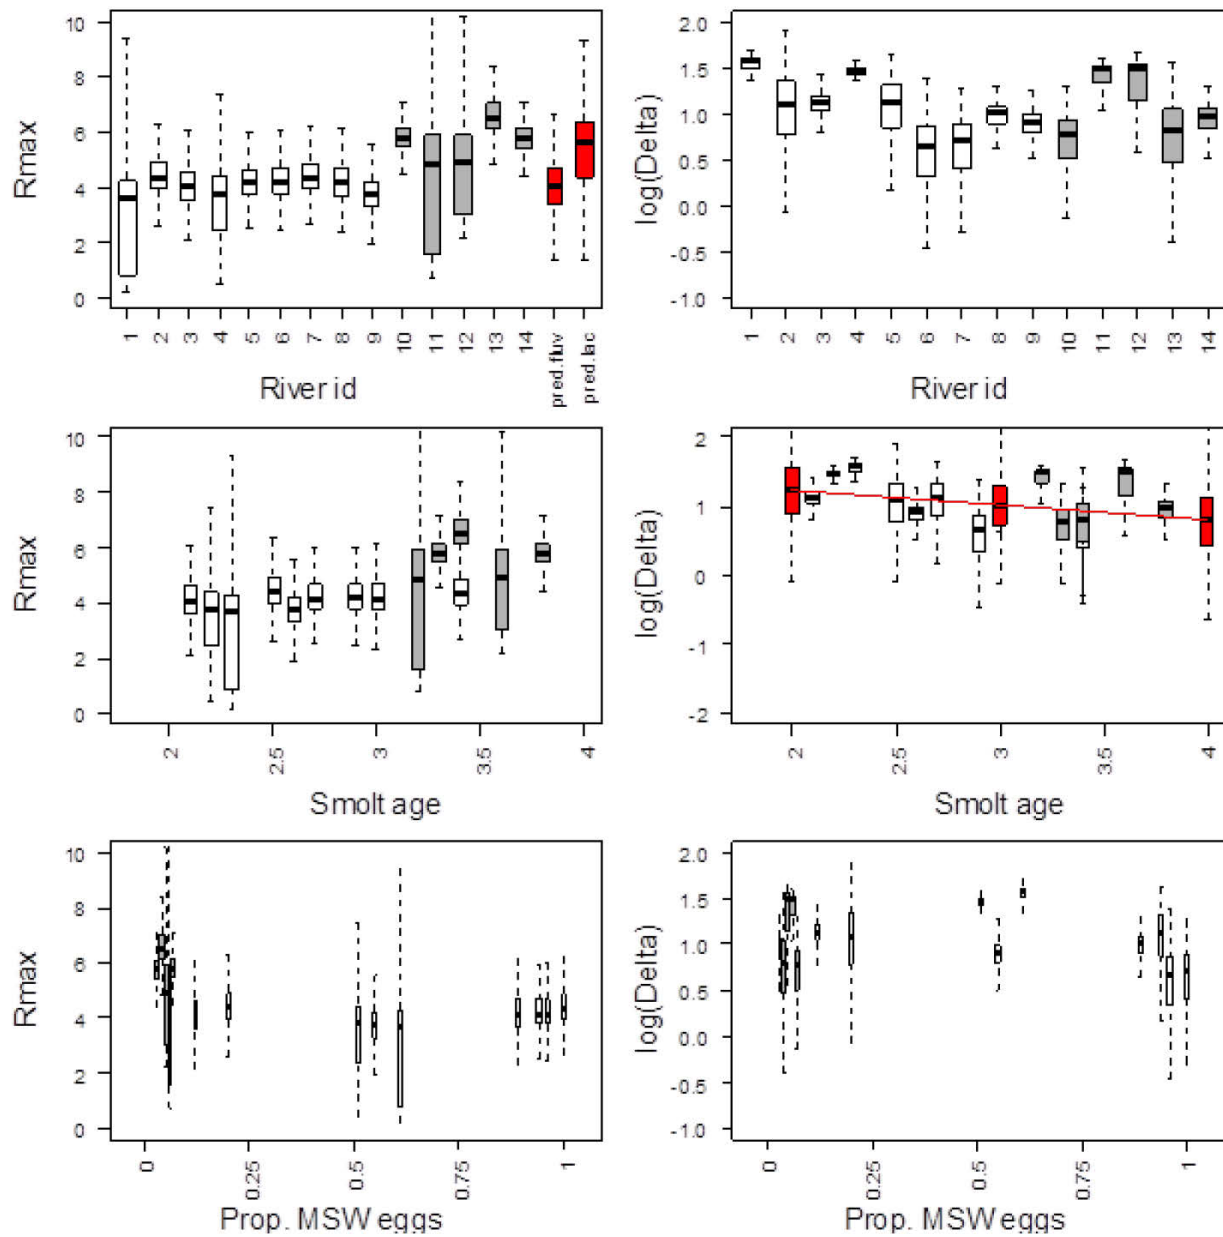 10
8
6
4
2
0
Rmax
1 2 3 4 5 6 7 8 9 10 11 12 13 14 pred.fluv pred.lac
River id
2.0
1.5
1.0
0.5
0.0
-0.5
-1.0
log(Delta)
1 2 3 4 5 6 7 8 9 10 11 12 13 14
River id
10
8
6
4
2
0
Rmax
2 2.5 3 3.5 4
Smolt age
2
1
0
-1
-2
log(Delta)
2 2.5 3 3.5 4
Smolt age
10
8
6
4
2
0
Rmax
0 0.25 0.5 0.75 1
Prop. MSW eggs
2.0
1.5
1.0
0.5
0.0
-0.5
-1.0
log(Delta)
0 0.25 0.5 0.75 1
Prop. MSW eggs